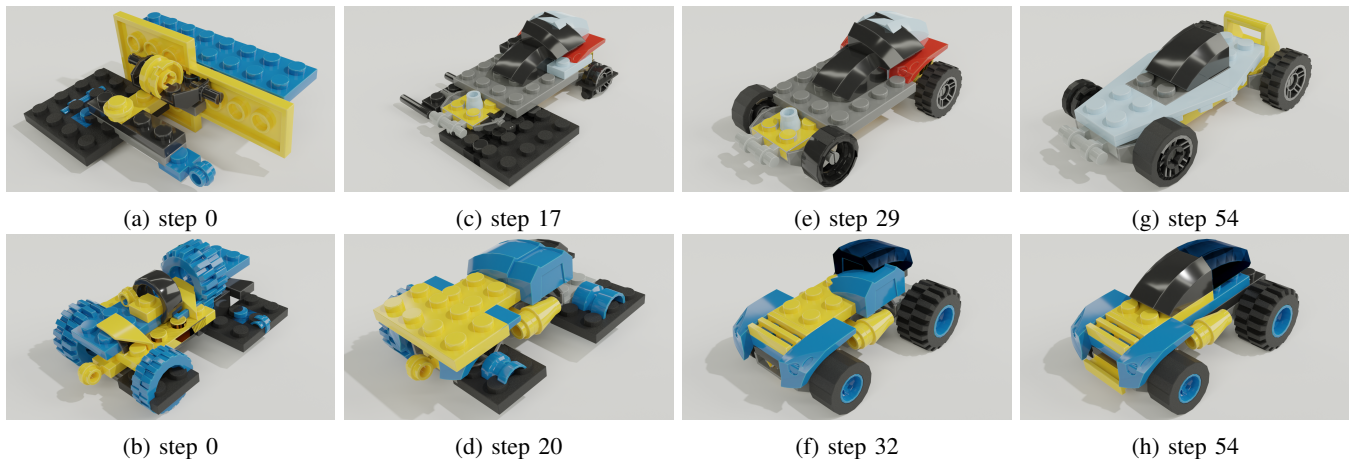 (a) step 0
(c) step 17
(e) step 29
(g) step 54
(b) step 0
(d) step 20
(f) step 32
(h) step 54